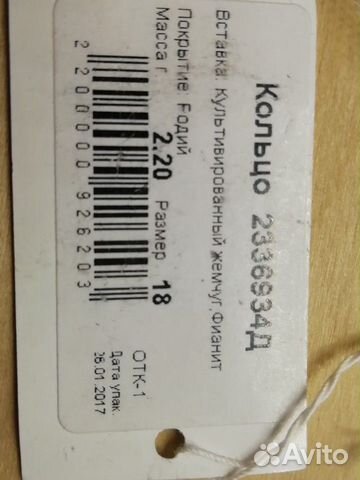 Кольцо 2336934Д
Вставка: Культивированный жемчуг,Фианит
Покрытие: Родий
Масса г. 2.20 Размер 18
2 200000 926203
ОТК-1
Дата упак.
26.01.2017
Avito